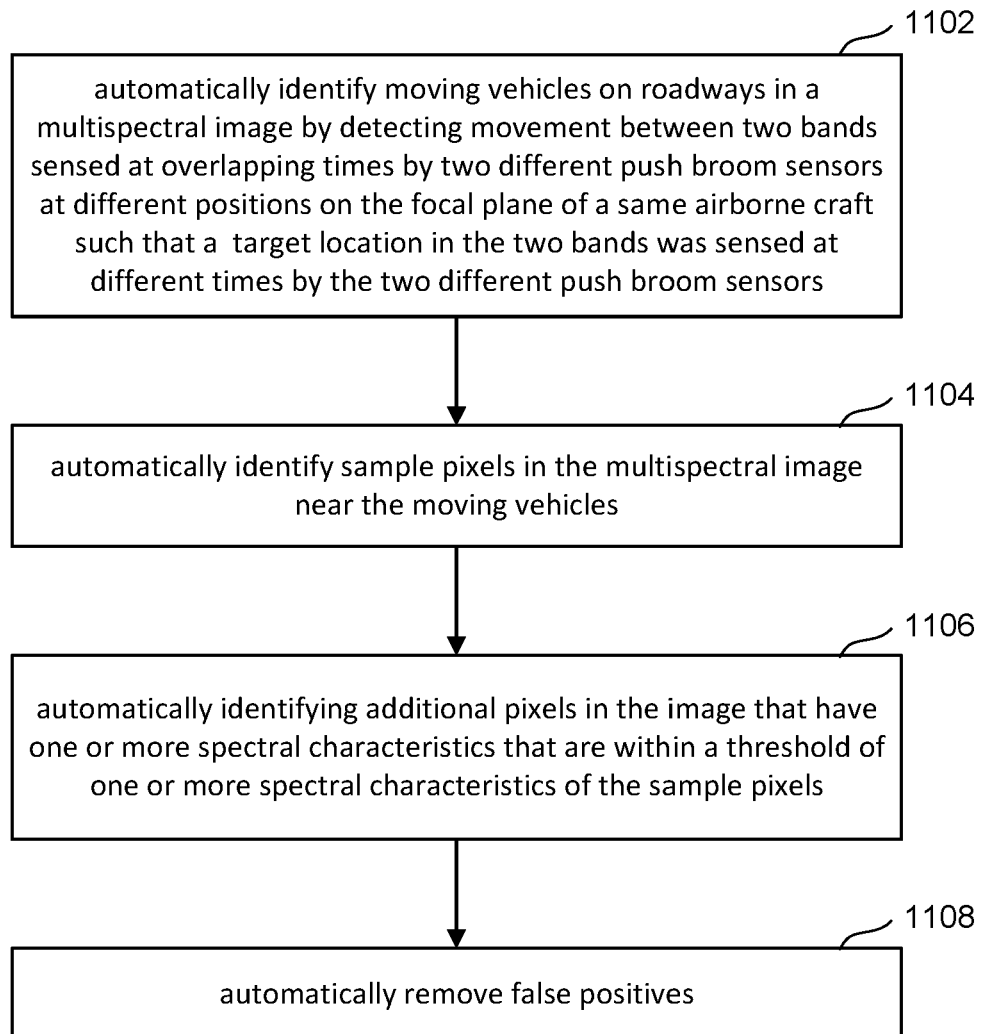 1102
automatically identify moving vehicles on roadways in a
multispectral image by detecting movement between two bands
sensed at overlapping times by two different push broom sensors
at different positions on the focal plane of a same airborne craft
such that a target location in the two bands was sensed at
different times by the two different push broom sensors
1104
automatically identify sample pixels in the multispectral image
near the moving vehicles
1106
automatically identifying additional pixels in the image that have
one or more spectral characteristics that are within a threshold of
one or more spectral characteristics of the sample pixels
1108
automatically remove false positives